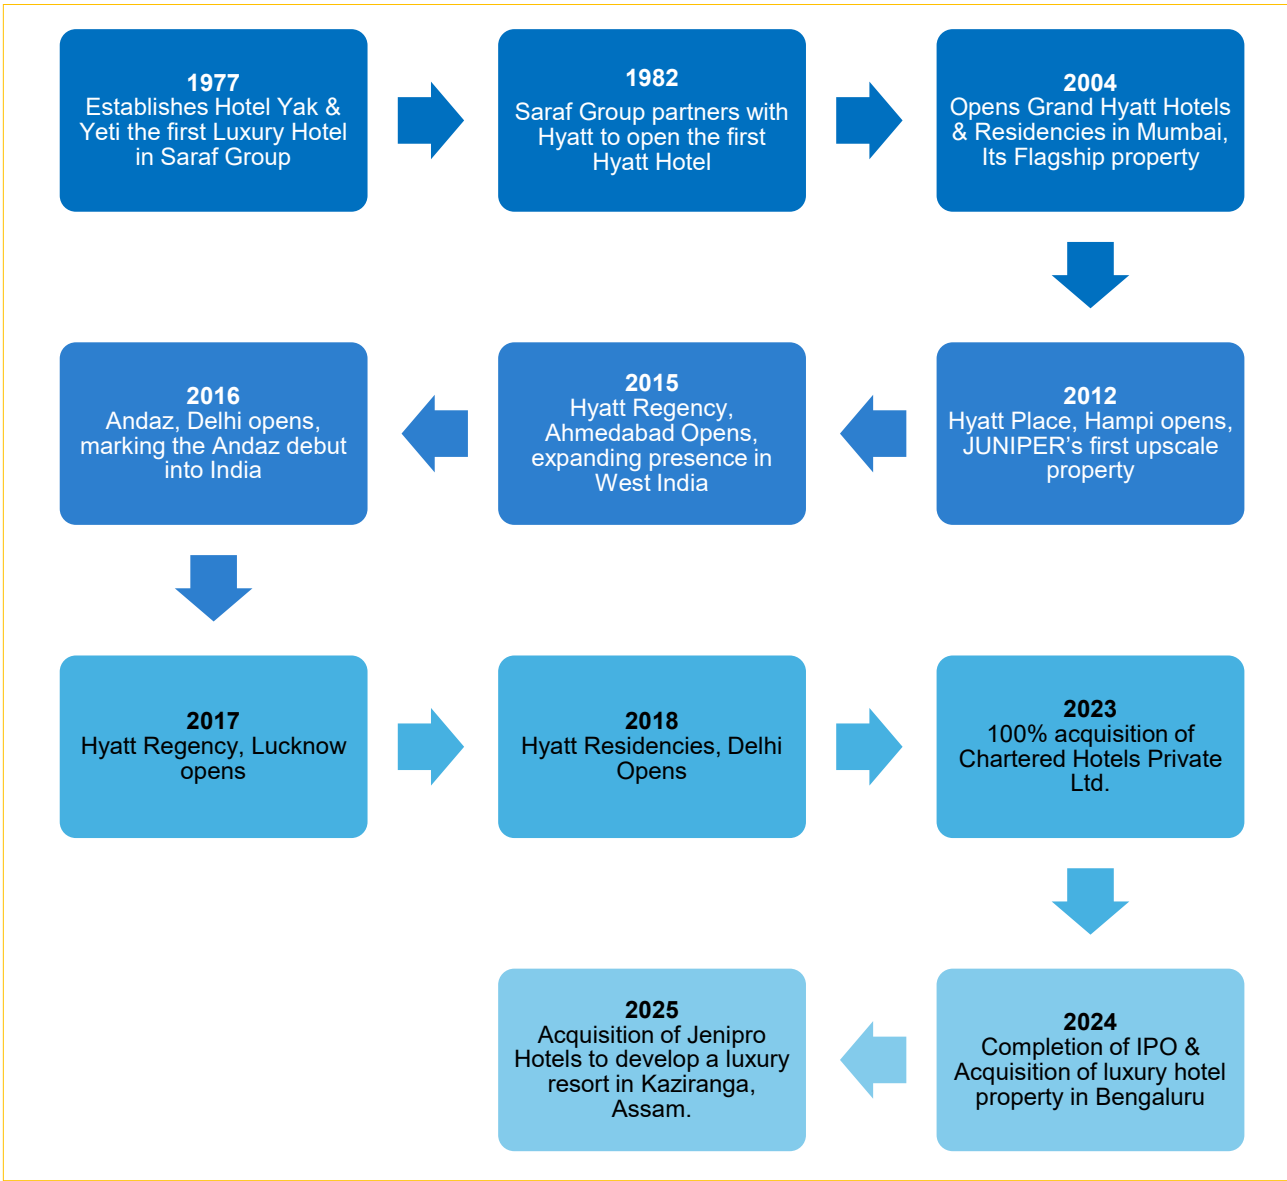 1977
Establishes Hotel Yak &
Yeti the first Luxury Hotel
in Saraf Group
1982
Saraf Group partners with
Hyatt to open the first
Hyatt Hotel
2004
Opens Grand Hyatt Hotels
& Residencies in Mumbai,
Its Flagship property
2012
Hyatt Place, Hampi opens,
JUNIPER’s first upscale
property
2015
Hyatt Regency,
Ahmedabad Opens,
expanding presence in
West India
2016
Andaz, Delhi opens,
marking the Andaz debut
into India
2017
Hyatt Regency, Lucknow
opens
2018
Hyatt Residencies, Delhi
Opens
2023
100% acquisition of
Chartered Hotels Private
Ltd.
2024
Completion of IPO &
Acquisition of luxury hotel
property in Bengaluru
2025
Acquisition of Jenipro
Hotels to develop a luxury
resort in Kaziranga,
Assam.